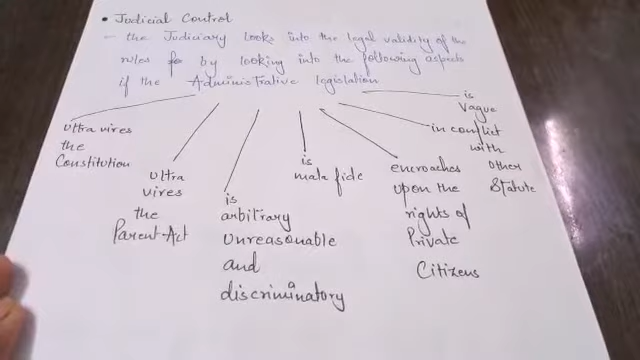 • Judicial Control
- the Judiciary looks into the legal validity of the
rules by looking into the following aspects
if the Administrative legislation
ultra vires
the
Constitution
Ultra
vires
the
Parent-Act
is
arbitrary
unreasonable
and
discriminatory
is
mala fide
encroaches
upon the
rights of
Private
Citizens
in conflict
with
other
Statute
is
Vague